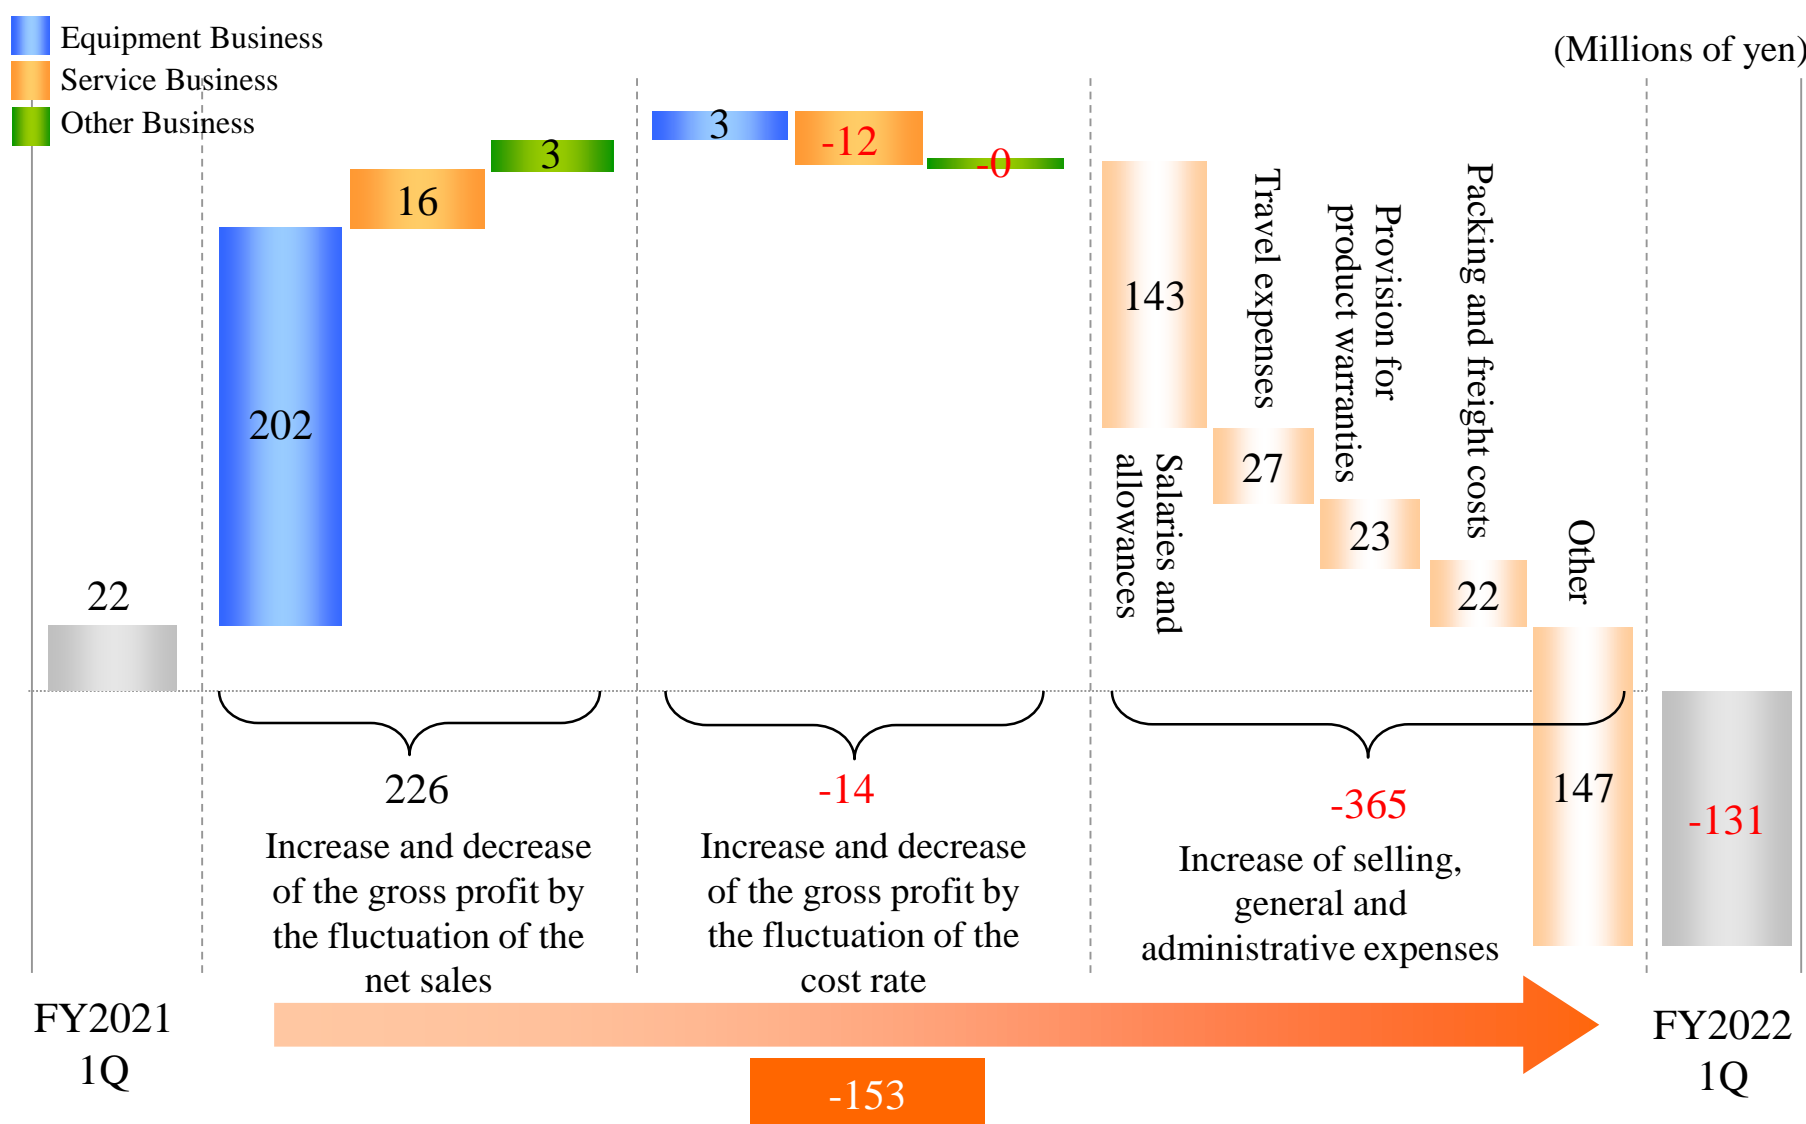 Equipment Business
Service Business
Other Business
(Millions of yen)
22
202
16
3
3
-12
-0
143
27
23
22
147
-131
Salaries and
allowances
Travel expenses
Provision for
product warranties
Packing and freight costs
Other
226
Increase and decrease
of the gross profit by
the fluctuation of the
net sales
-14
Increase and decrease
of the gross profit by
the fluctuation of the
cost rate
-365
Increase of selling,
general and
administrative expenses
FY2021
1Q
FY2022
1Q
-153